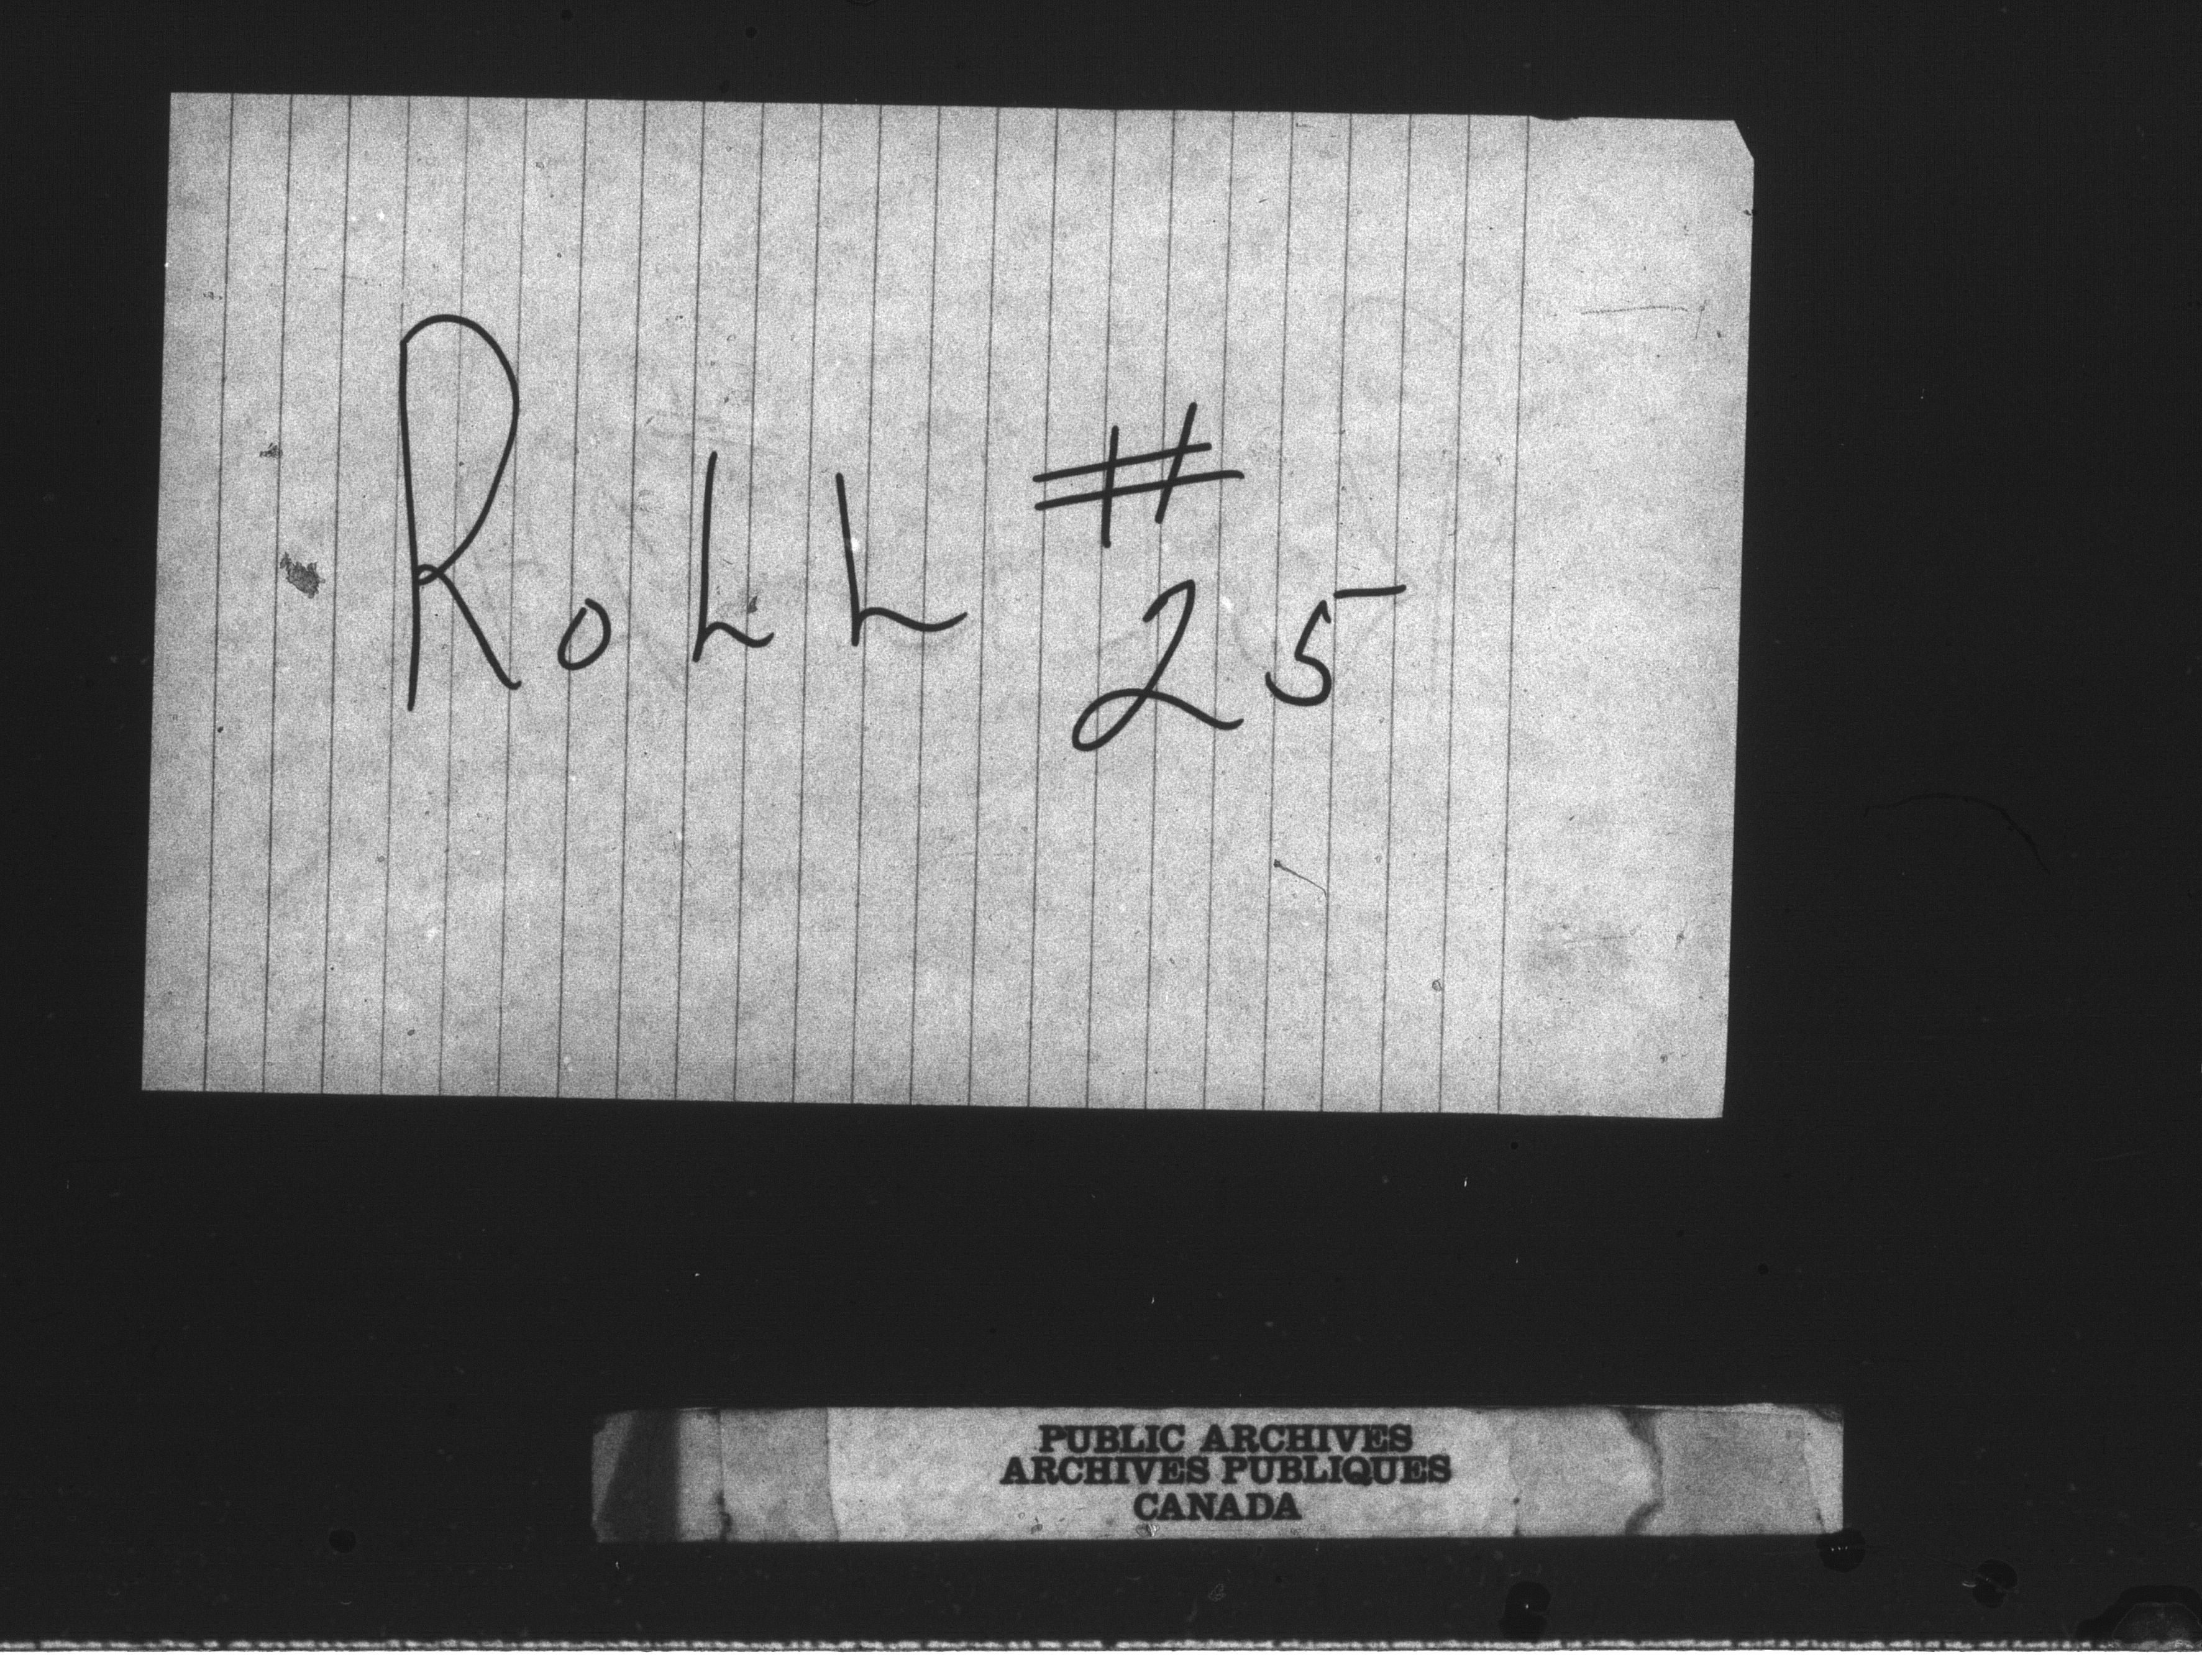 RoLL #
25
PUBLIC ARCHIVES
ARCHIVES PUBLIQUES
CANADA